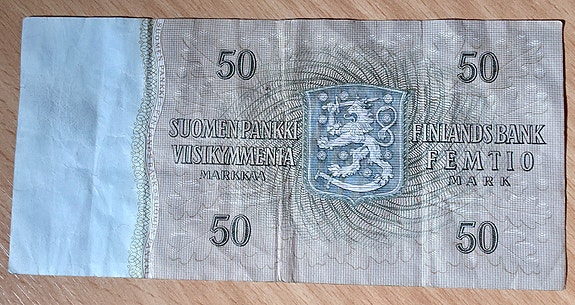 50 50
SUOMEN PANKKI FINLANDS BANK
VIISIKYMMENTÄ FEMTIO
MARKKAA MARK
50 50